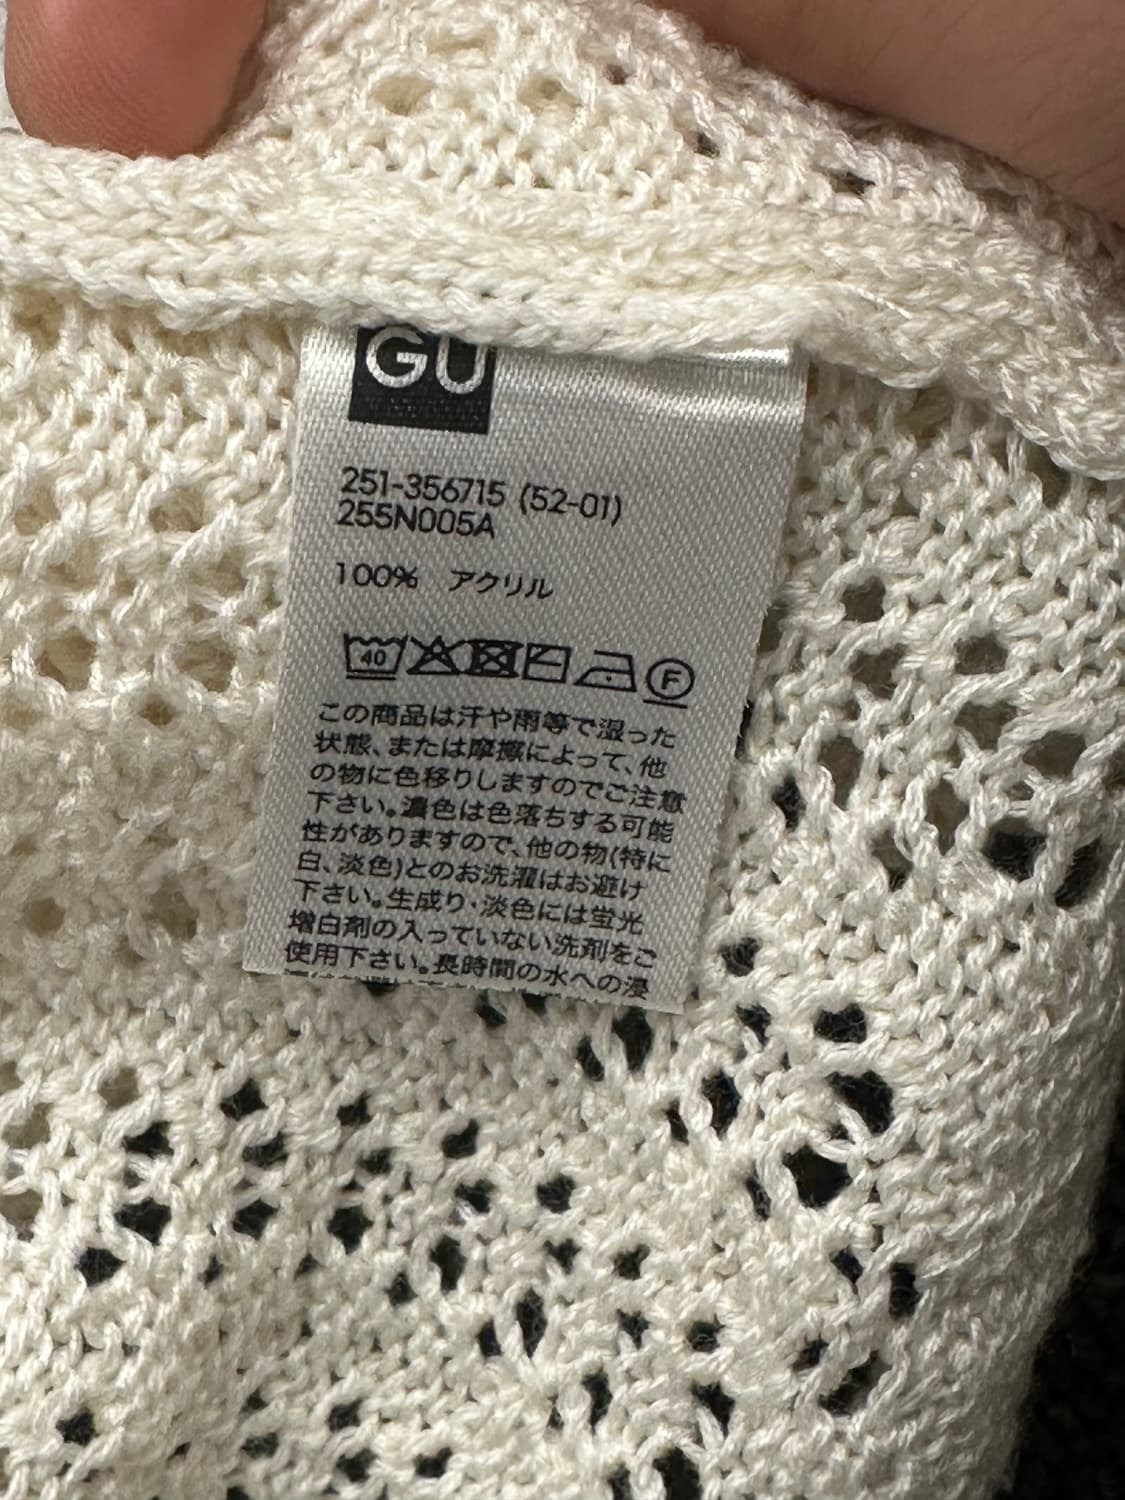 GU
251-356715 (52-01)
255N005A
100% アクリル
40
F
この商品は汗や雨等で湿った
状態、または摩擦によって、他
の物に色移りしますのでご注意
下さい。濃色は色落ちする可能
性がありますので、他の物(特に
白、淡色)とのお洗濯はお避け
下さい。生成り・淡色には蛍光
増白剤の入っていない洗剤をご
使用下さい。長時間の水への浸